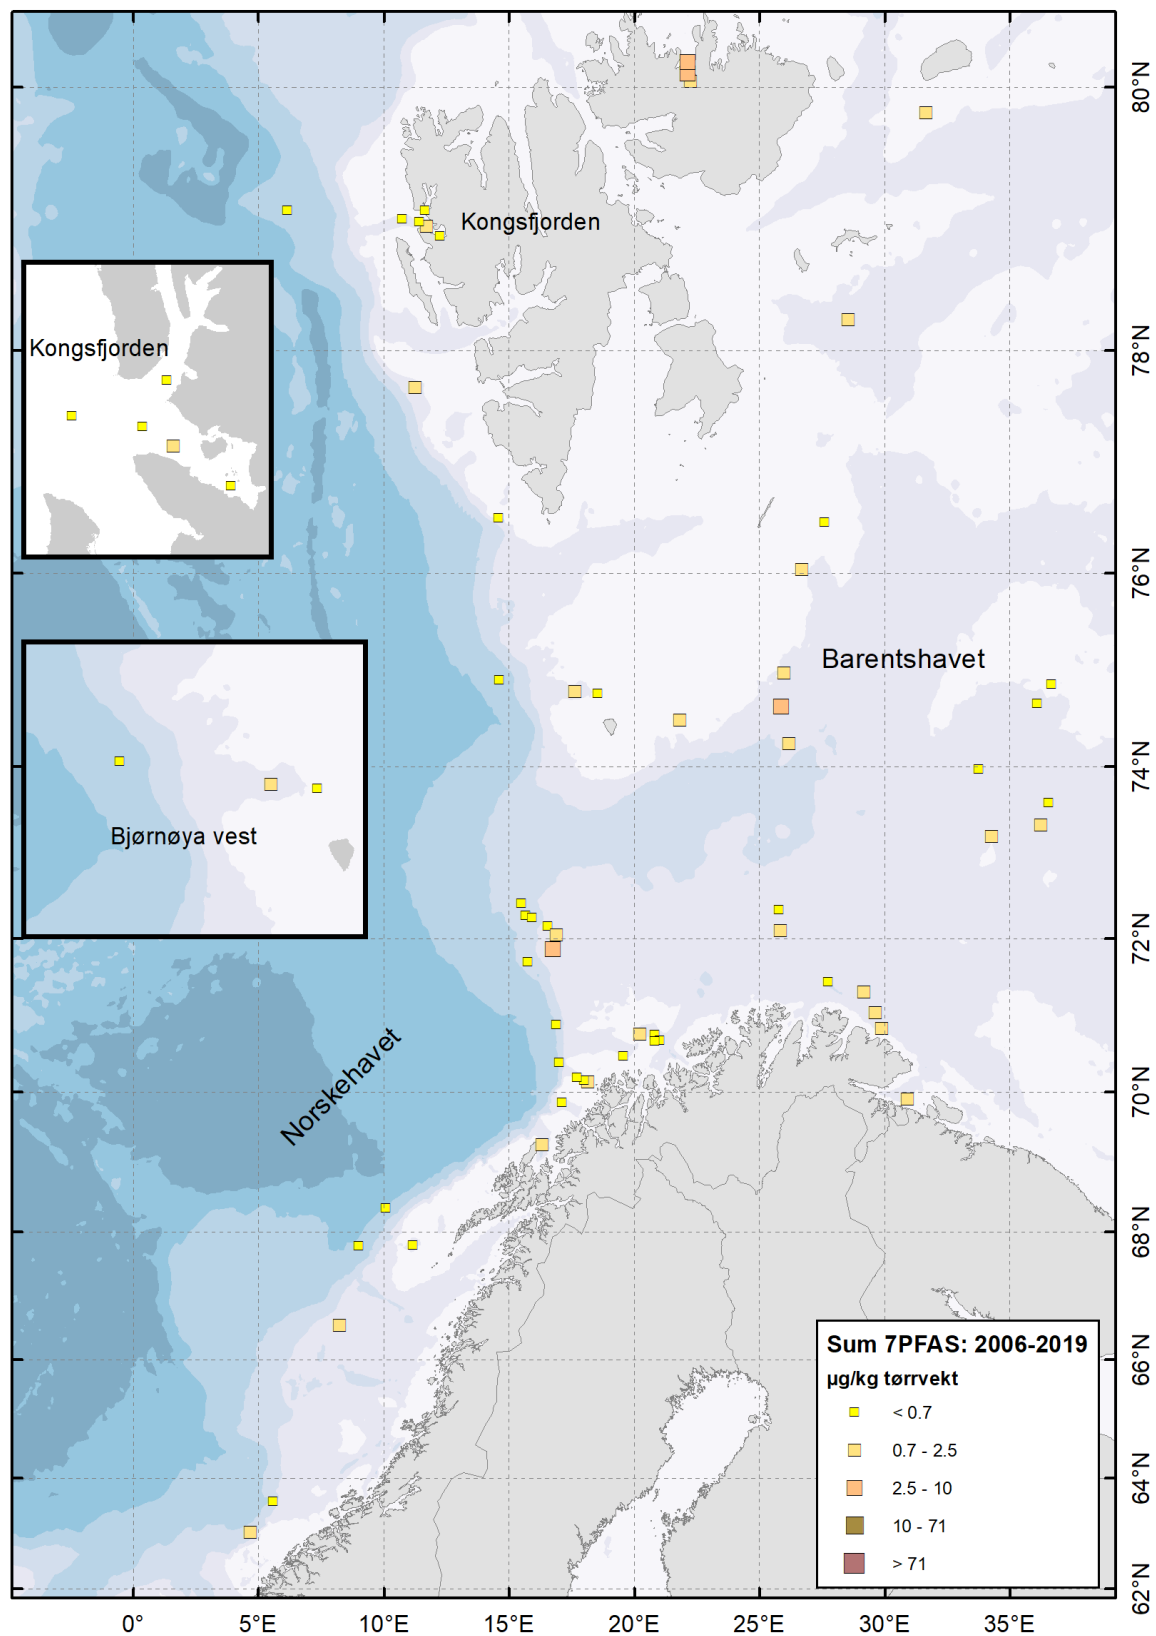 80°N
Kongsfjorden
78°N
Kongsfjorden
76°N
Barentshavet
74°N
Bjørnøya vest
72°N
Norskehavet
70°N
68°N
66°N
64°N
62°N
Sum 7PFAS: 2006-2019
µg/kg tørrvekt
< 0.7
0.7 - 2.5
2.5 - 10
10 - 71
> 71
0°
5°E
10°E
15°E
20°E
25°E
30°E
35°E